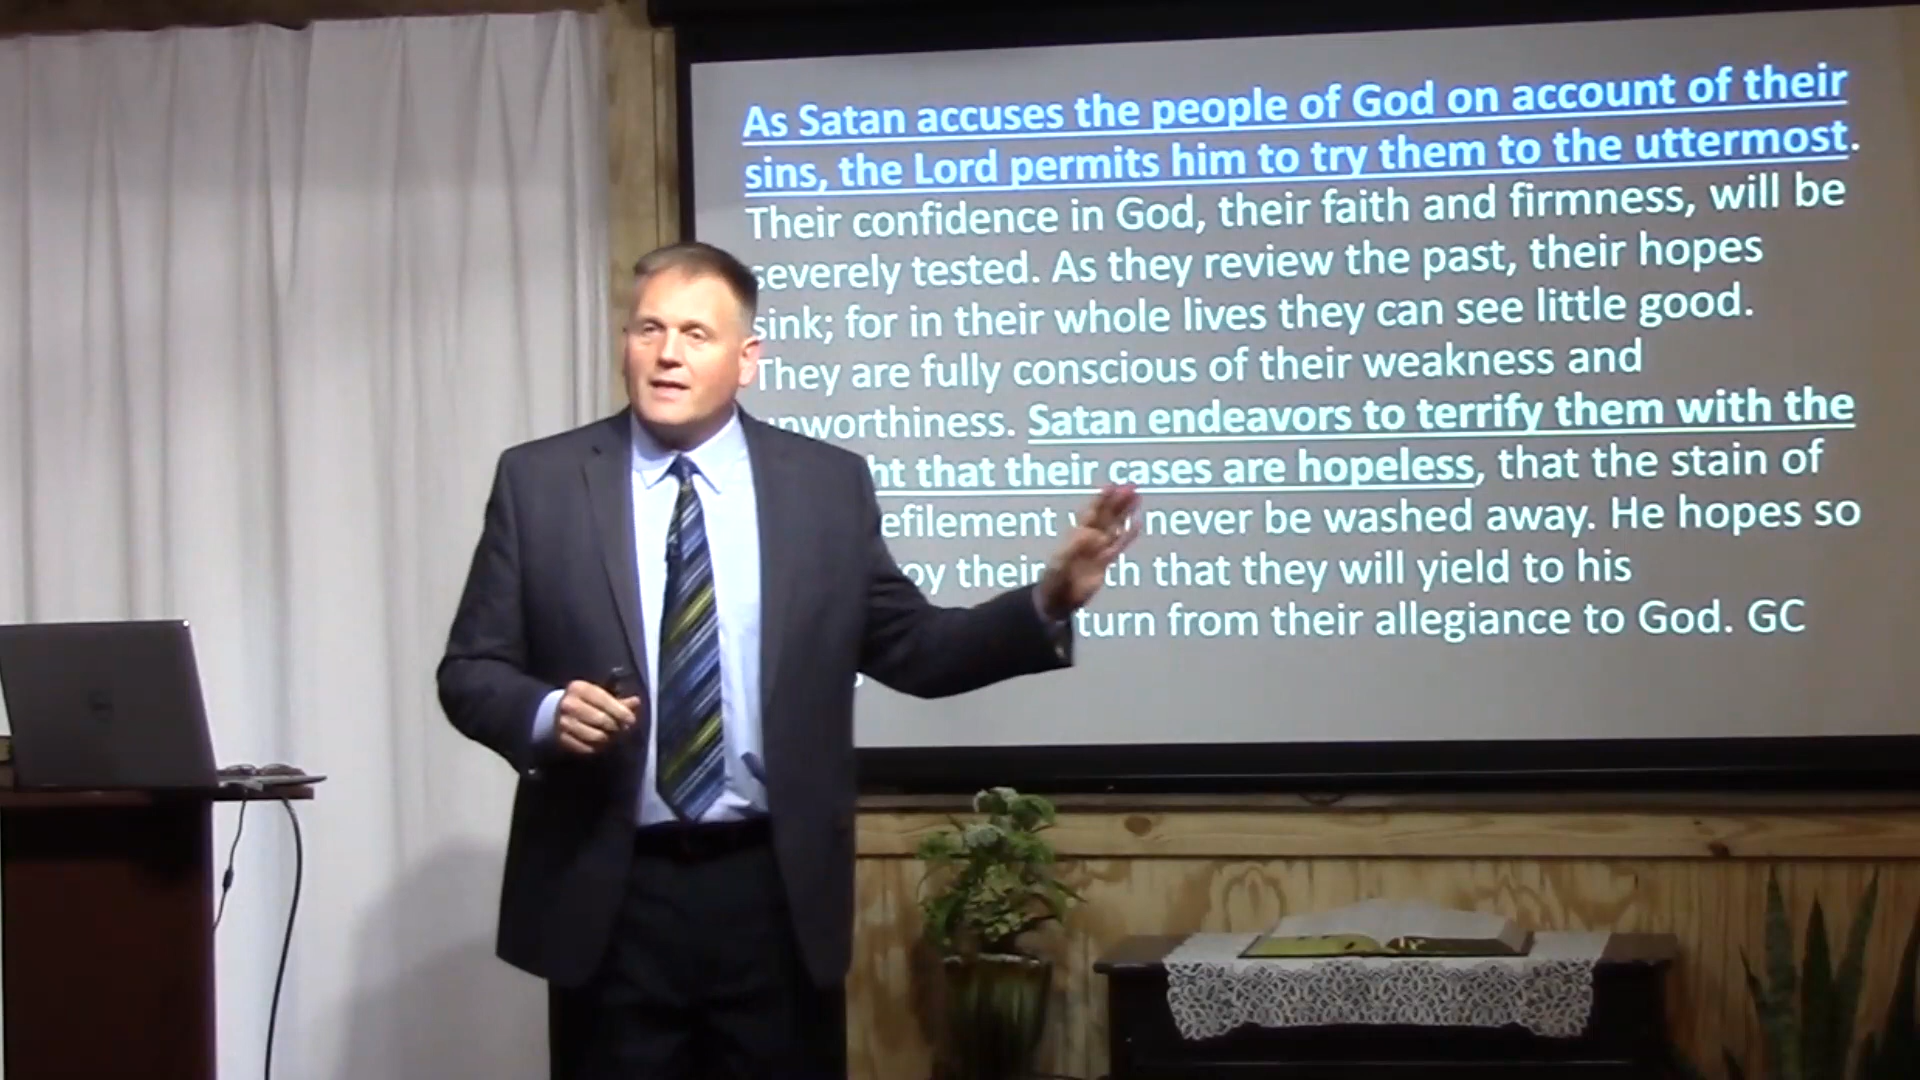 As Satan accuses the people of God on account of their
sins, the Lord permits him to try them to the uttermost.
Their confidence in God, their faith and firmness, will be
severely tested. As they review the past, their hopes
sink; for in their whole lives they can see little good.
They are fully conscious of their weakness and
unworthiness. Satan endeavors to terrify them with the
that their cases are hopeless, that the stain of
never be washed away. He hopes so
their that they will yield to his
turn from their allegiance to God. GC